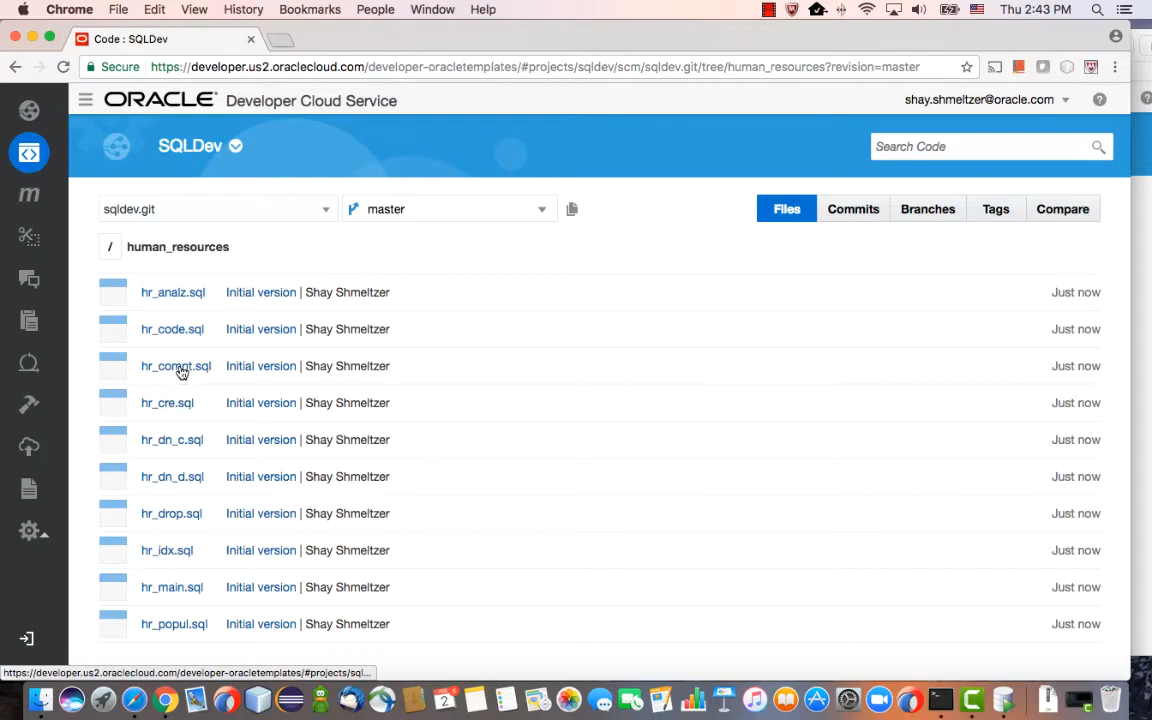 Chrome File Edit View History Bookmarks People Window Help Thu 2:43 PM
Code : SQLDev
Secure https://developer.us2.oraclecloud.com/developer-oracletemplates/#projects/sqldev/scm/sqldev.git/tree/human_resources?revision=master
ORACLE Developer Cloud Service shay.shmeltzer@oracle.com
SQLDev Search Code
sqldev.git master Files Commits Branches Tags Compare
/ human_resources
hr_analz.sql Initial version | Shay Shmeltzer Just now
hr_code.sql Initial version | Shay Shmeltzer Just now
hr_comnt.sql Initial version | Shay Shmeltzer Just now
hr_cre.sql Initial version | Shay Shmeltzer Just now
hr_dn_c.sql Initial version | Shay Shmeltzer Just now
hr_dn_d.sql Initial version | Shay Shmeltzer Just now
hr_drop.sql Initial version | Shay Shmeltzer Just now
hr_idx.sql Initial version | Shay Shmeltzer Just now
hr_main.sql Initial version | Shay Shmeltzer Just now
hr_popul.sql Initial version | Shay Shmeltzer Just now
https://developer.us2.oraclecloud.com/developer-oracletemplates/#projects/sql...
2